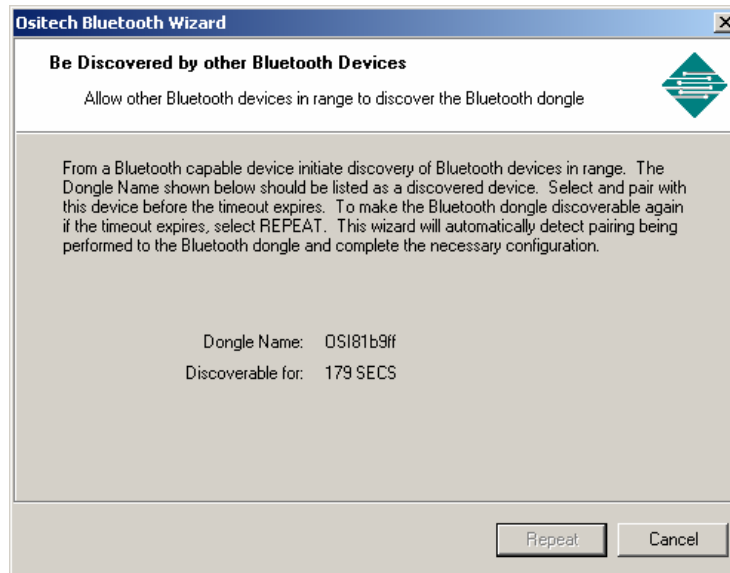 Ositech Bluetooth Wizard
Be Discovered by other Bluetooth Devices
Allow other Bluetooth devices in range to discover the Bluetooth dongle
From a Bluetooth capable device initiate discovery of Bluetooth devices in range. The
Dongle Name shown below should be listed as a discovered device. Select and pair with
this device before the timeout expires. To make the Bluetooth dongle discoverable again
if the timeout expires, select REPEAT. This wizard will automatically detect pairing being
performed to the Bluetooth dongle and complete the necessary configuration.
Dongle Name: OSI81b9ff
Discoverable for: 179 SECS
Repeat Cancel